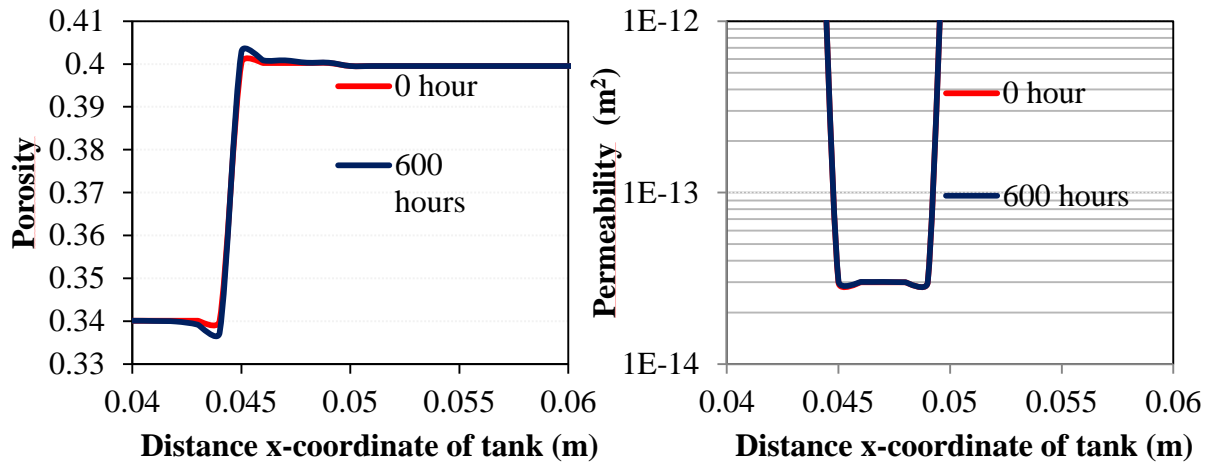 0.41
0.4
0.39
0.38
0.37
0.36
0.35
0.34
0.33
Porosity
0 hour
600
hours
0.04 0.045 0.05 0.055 0.06
Distance x-coordinate of tank (m)
1E-12
1E-13
1E-14
Permeability (m²)
0 hour
600 hours
0.04 0.045 0.05 0.055 0.06
Distance x-coordinate of tank (m)